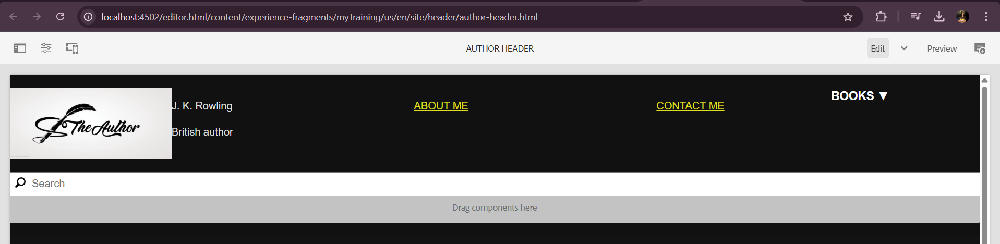 localhost:4502/editor.html/content/experience-fragments/myTraining/us/en/site/header/author-header.html
AUTHOR HEADER
Edit
Preview
The Author
J. K. Rowling
British author
ABOUT ME
CONTACT ME
BOOKS ▼
Search
Drag components here